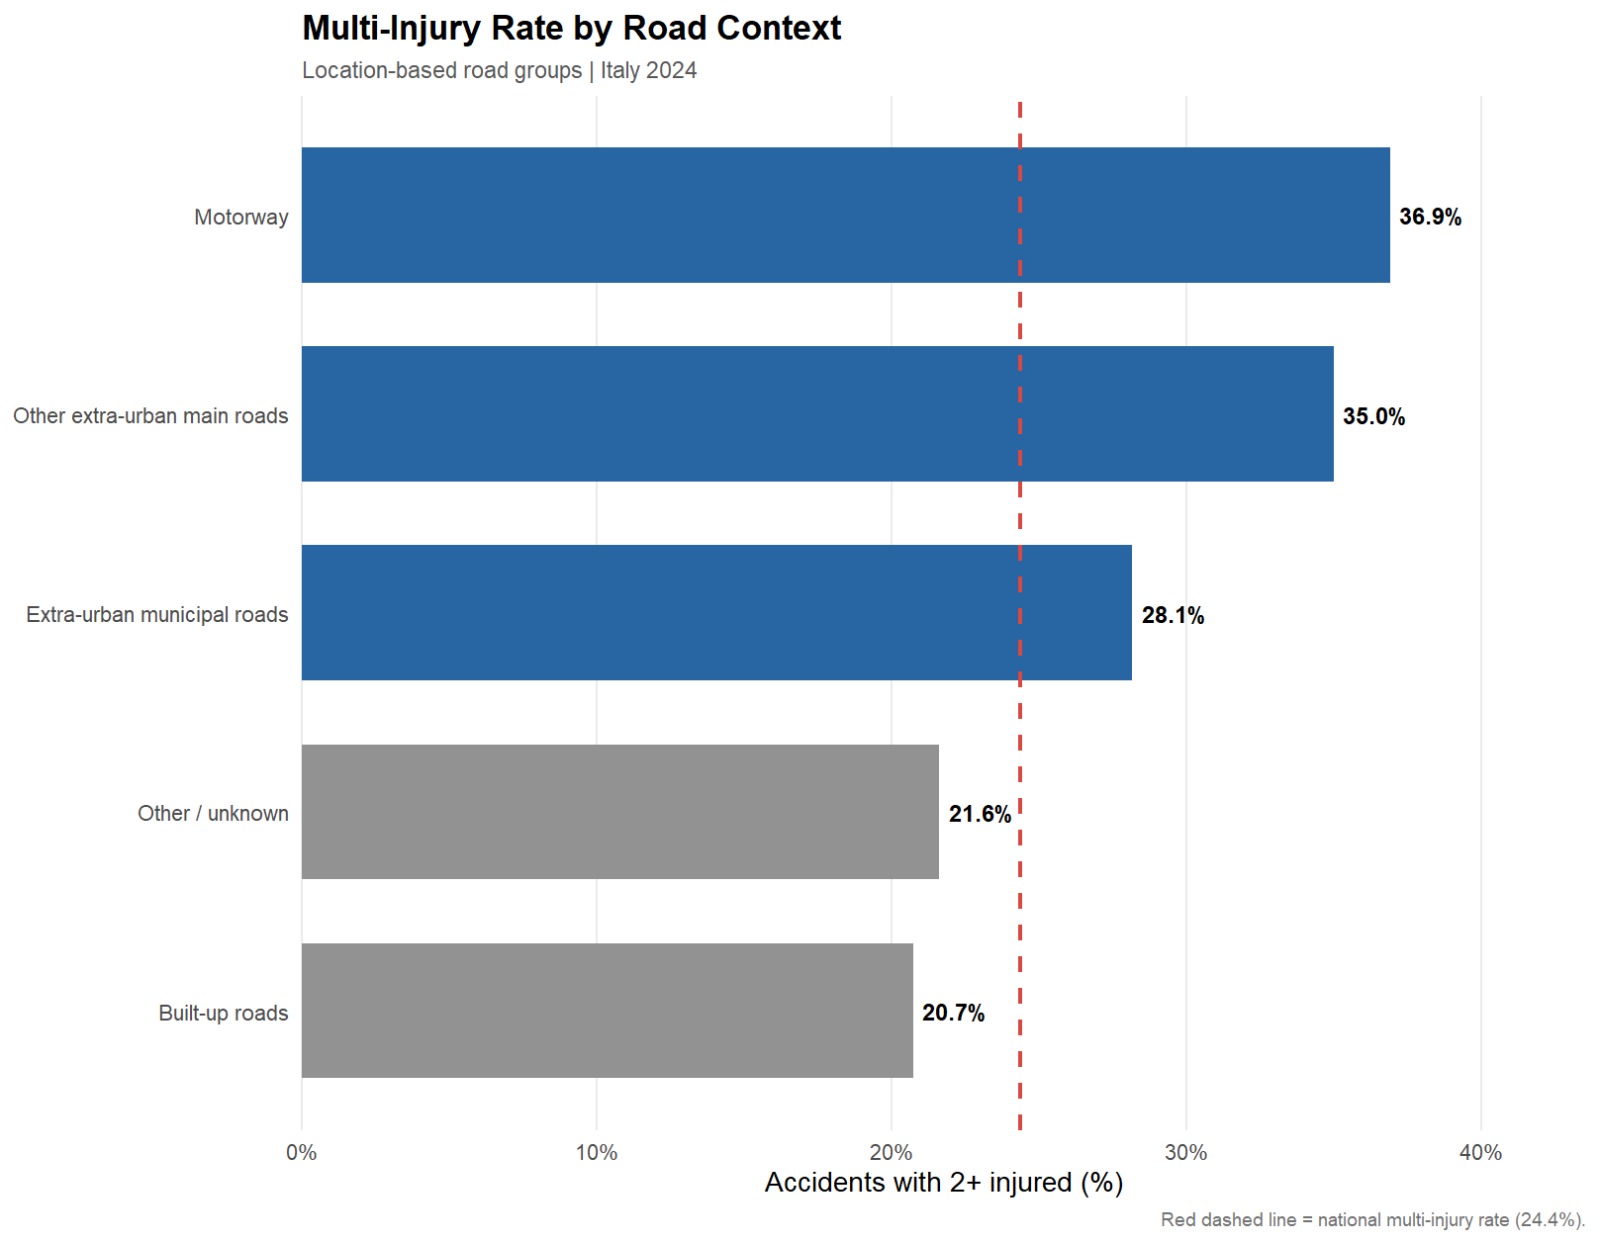 Multi-Injury Rate by Road Context
Location-based road groups | Italy 2024
Motorway
36.9%
Other extra-urban main roads
35.0%
Extra-urban municipal roads
28.1%
Other / unknown
21.6%
Built-up roads
20.7%
0%
10%
20%
30%
40%
Accidents with 2+ injured (%)
Red dashed line = national multi-injury rate (24.4%).